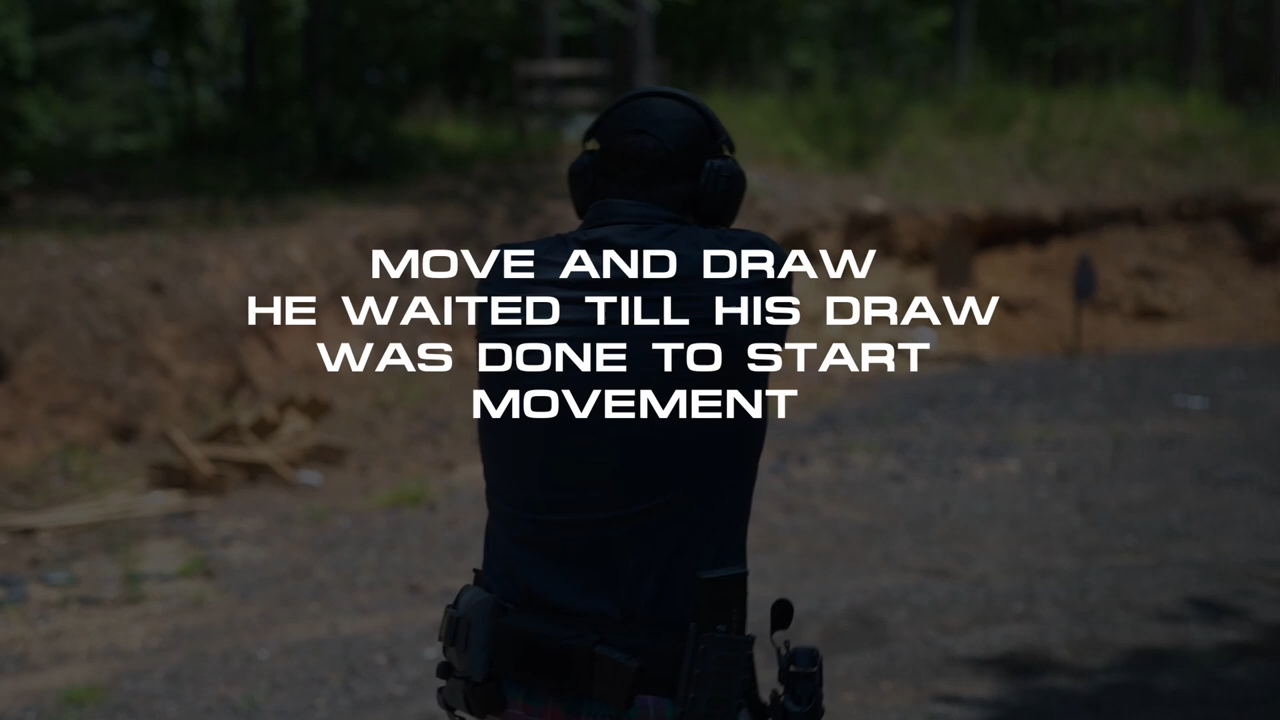 MOVE AND DRAW
HE WAITED TILL HIS DRAW
WAS DONE TO START
MOVEMENT